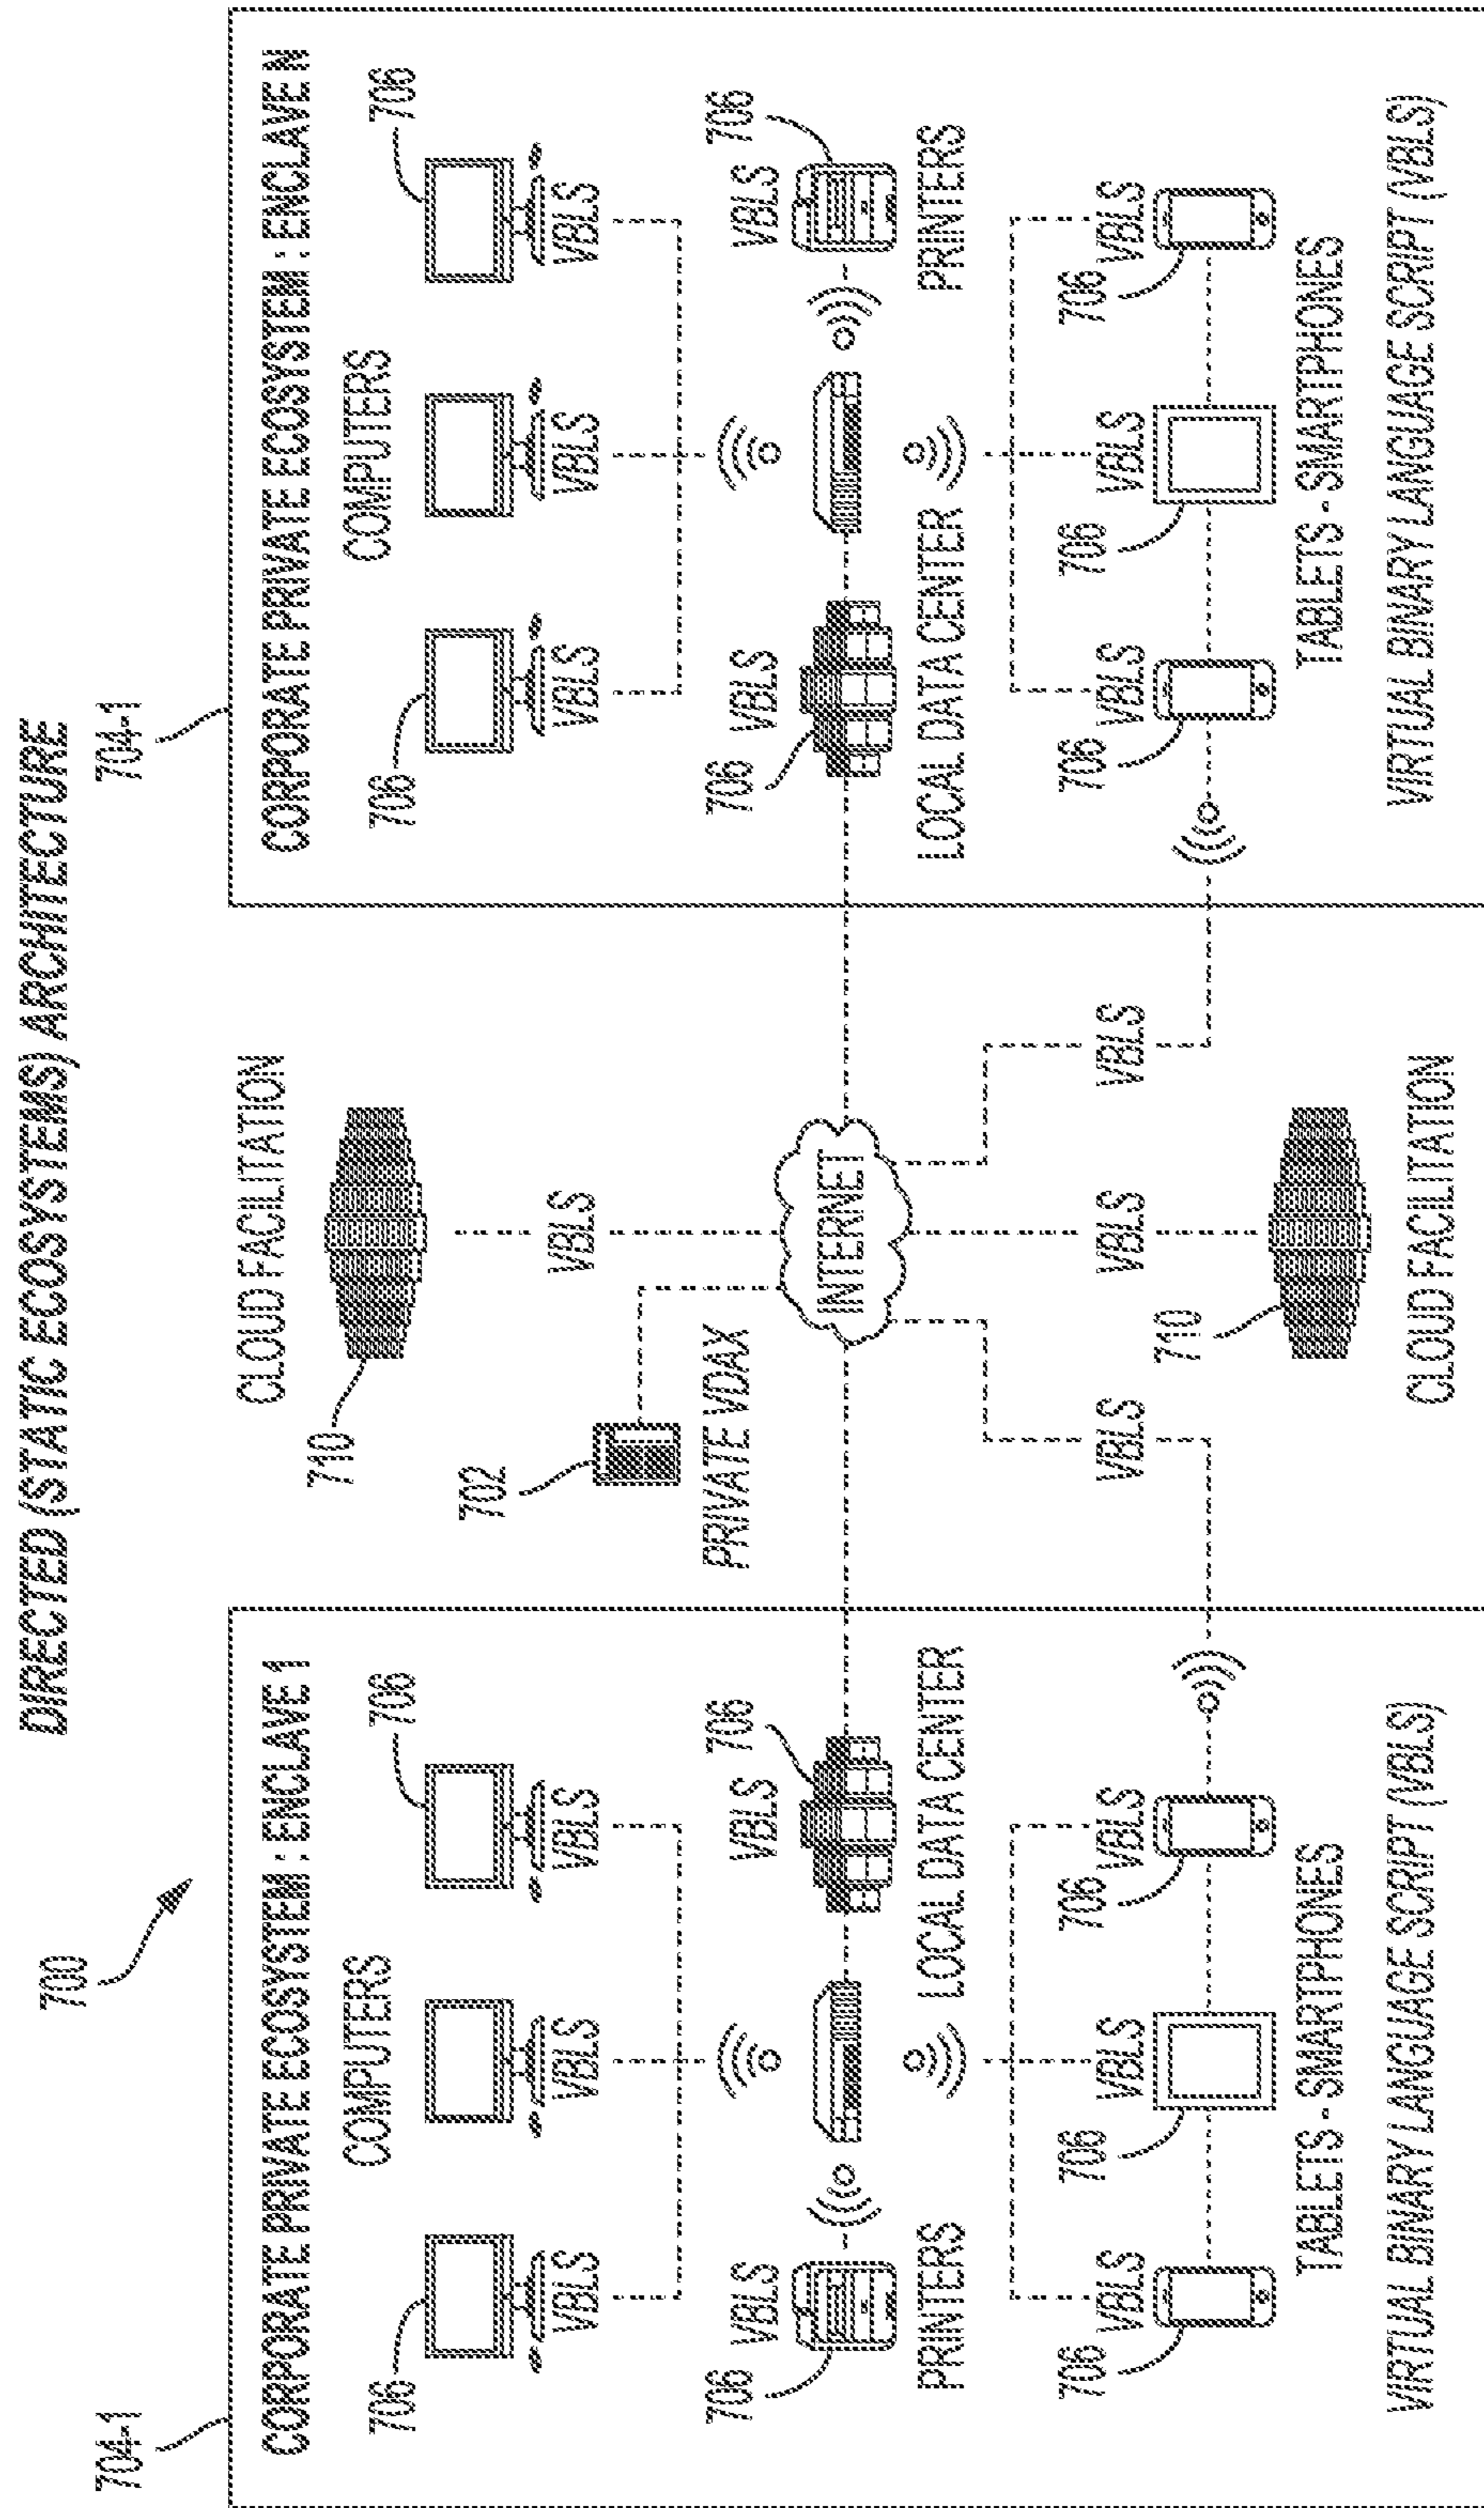 DIRECTED (STATIC ECOSYSTEMS) ARCHITECTURE
700
704-1
CORPORATE PRIVATE ECOSYSTEM : ENCLAVE 1
COMPUTERS
706
706
VBLS
VBLS
VBLS
VBLS
706
VBLS
706
PRINTERS
LOCAL DATA CENTER
VBLS
VBLS
VBLS
706
706
706
TABLETS - SMARTPHONES
VIRTUAL BINARY LANGUAGE SCRIPT (VBLS)
CLOUD FACILITATION
710
702
VBLS
PRIVATE VDAX
INTERNET
VBLS
VBLS
VBLS
710
CLOUD FACILITATION
704-1
CORPORATE PRIVATE ECOSYSTEM : ENCLAVE N
COMPUTERS
706
706
VBLS
VBLS
VBLS
VBLS
706
VBLS
706
LOCAL DATA CENTER
PRINTERS
VBLS
VBLS
VBLS
706
706
706
TABLETS - SMARTPHONES
VIRTUAL BINARY LANGUAGE SCRIPT (VBLS)